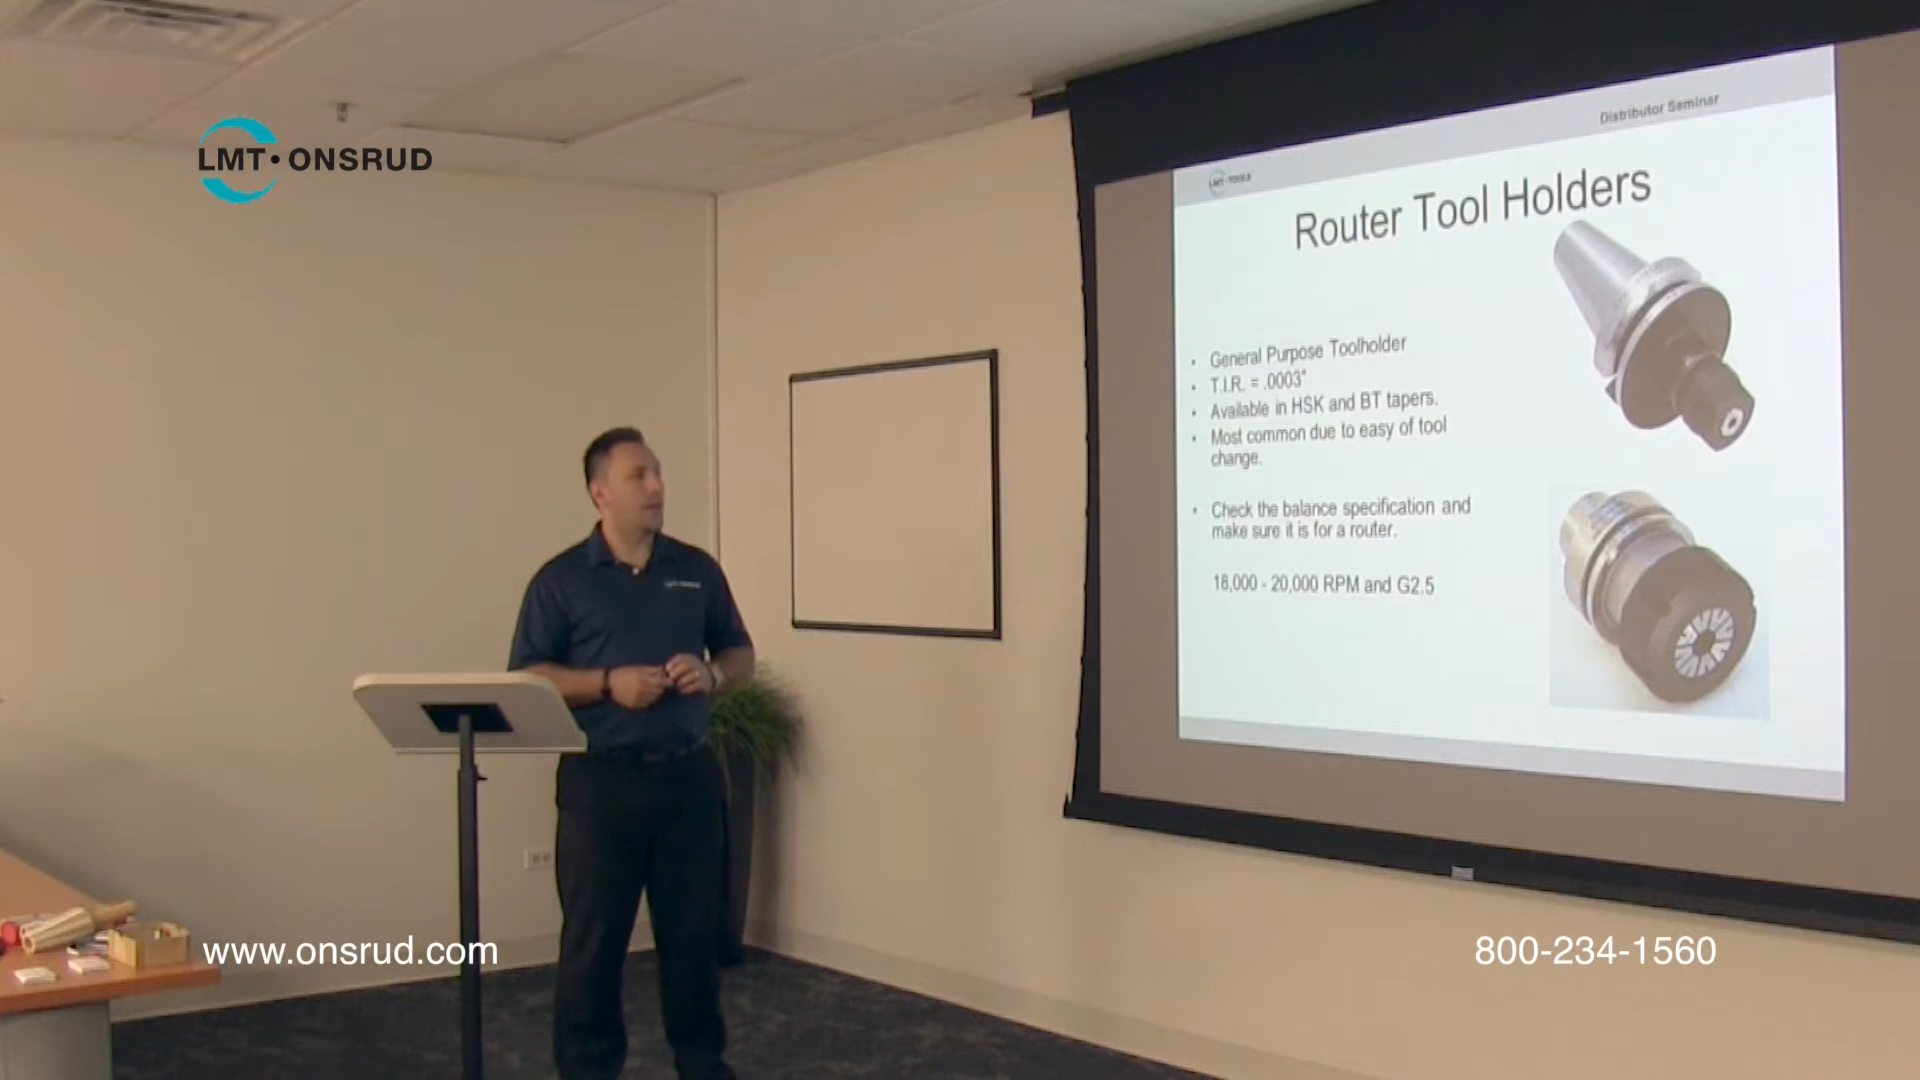 LMT • ONSRUD
Distributor Seminar
LMT • TOOLS
Router Tool Holders
• General Purpose Toolholder
• T.I.R. = .0003"
• Available in HSK and BT tapers.
• Most common due to easy of tool
change.
• Check the balance specification and
make sure it is for a router.
18,000 - 20,000 RPM and G2.5
www.onsrud.com
800-234-1560